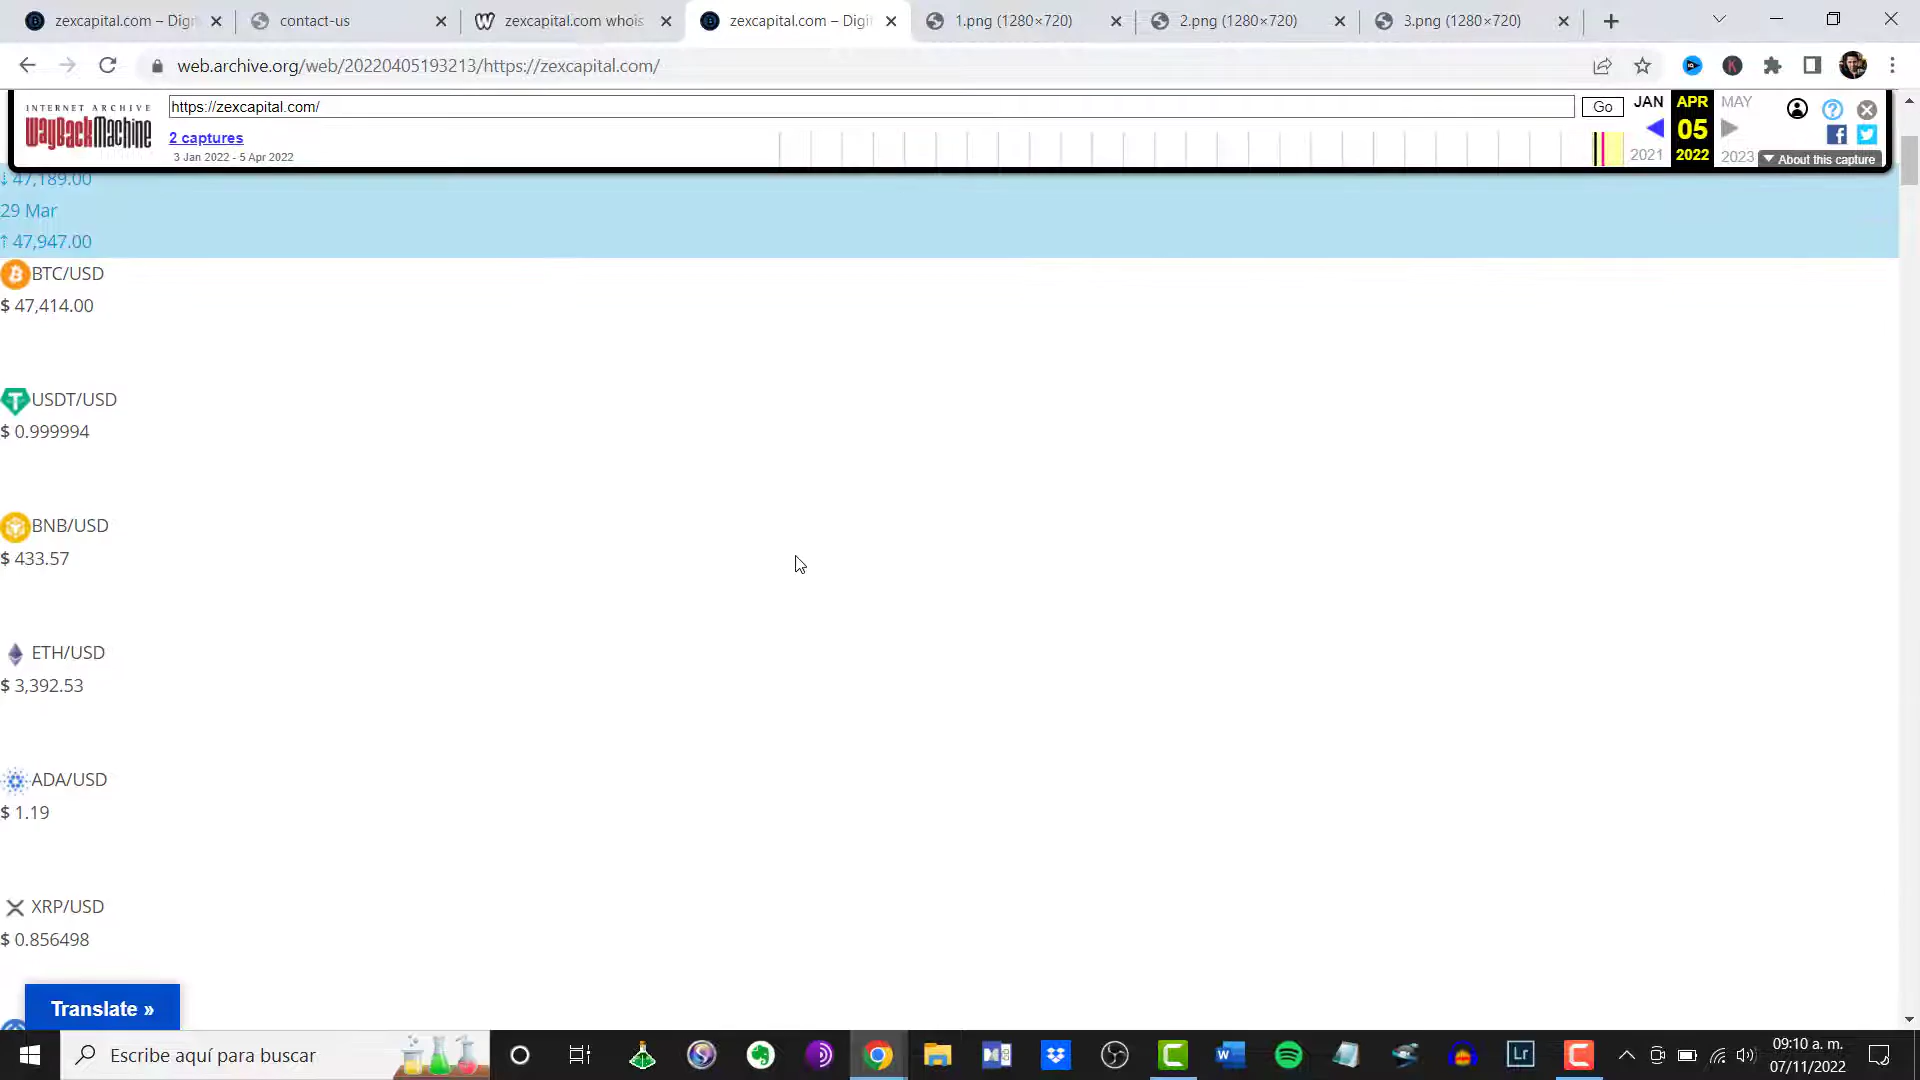 zexcapital.com – Digit
contact-us
zexcapital.com whois
zexcapital.com – Digit
1.png (1280×720)
2.png (1280×720)
3.png (1280×720)
web.archive.org/web/20220405193213/https://zexcapital.com/
INTERNET ARCHIVE
WayBackMachine
https://zexcapital.com/
Go
JAN
APR
MAY
2 captures
05
3 Jan 2022 - 5 Apr 2022
2021
2022
2023
About this capture
↓ 47,189.00
29 Mar
↑ 47,947.00
BTC/USD
$ 47,414.00
USDT/USD
$ 0.999994
BNB/USD
$ 433.57
ETH/USD
$ 3,392.53
ADA/USD
$ 1.19
XRP/USD
$ 0.856498
Translate »
Escribe aquí para buscar
09:10 a. m.
07/11/2022